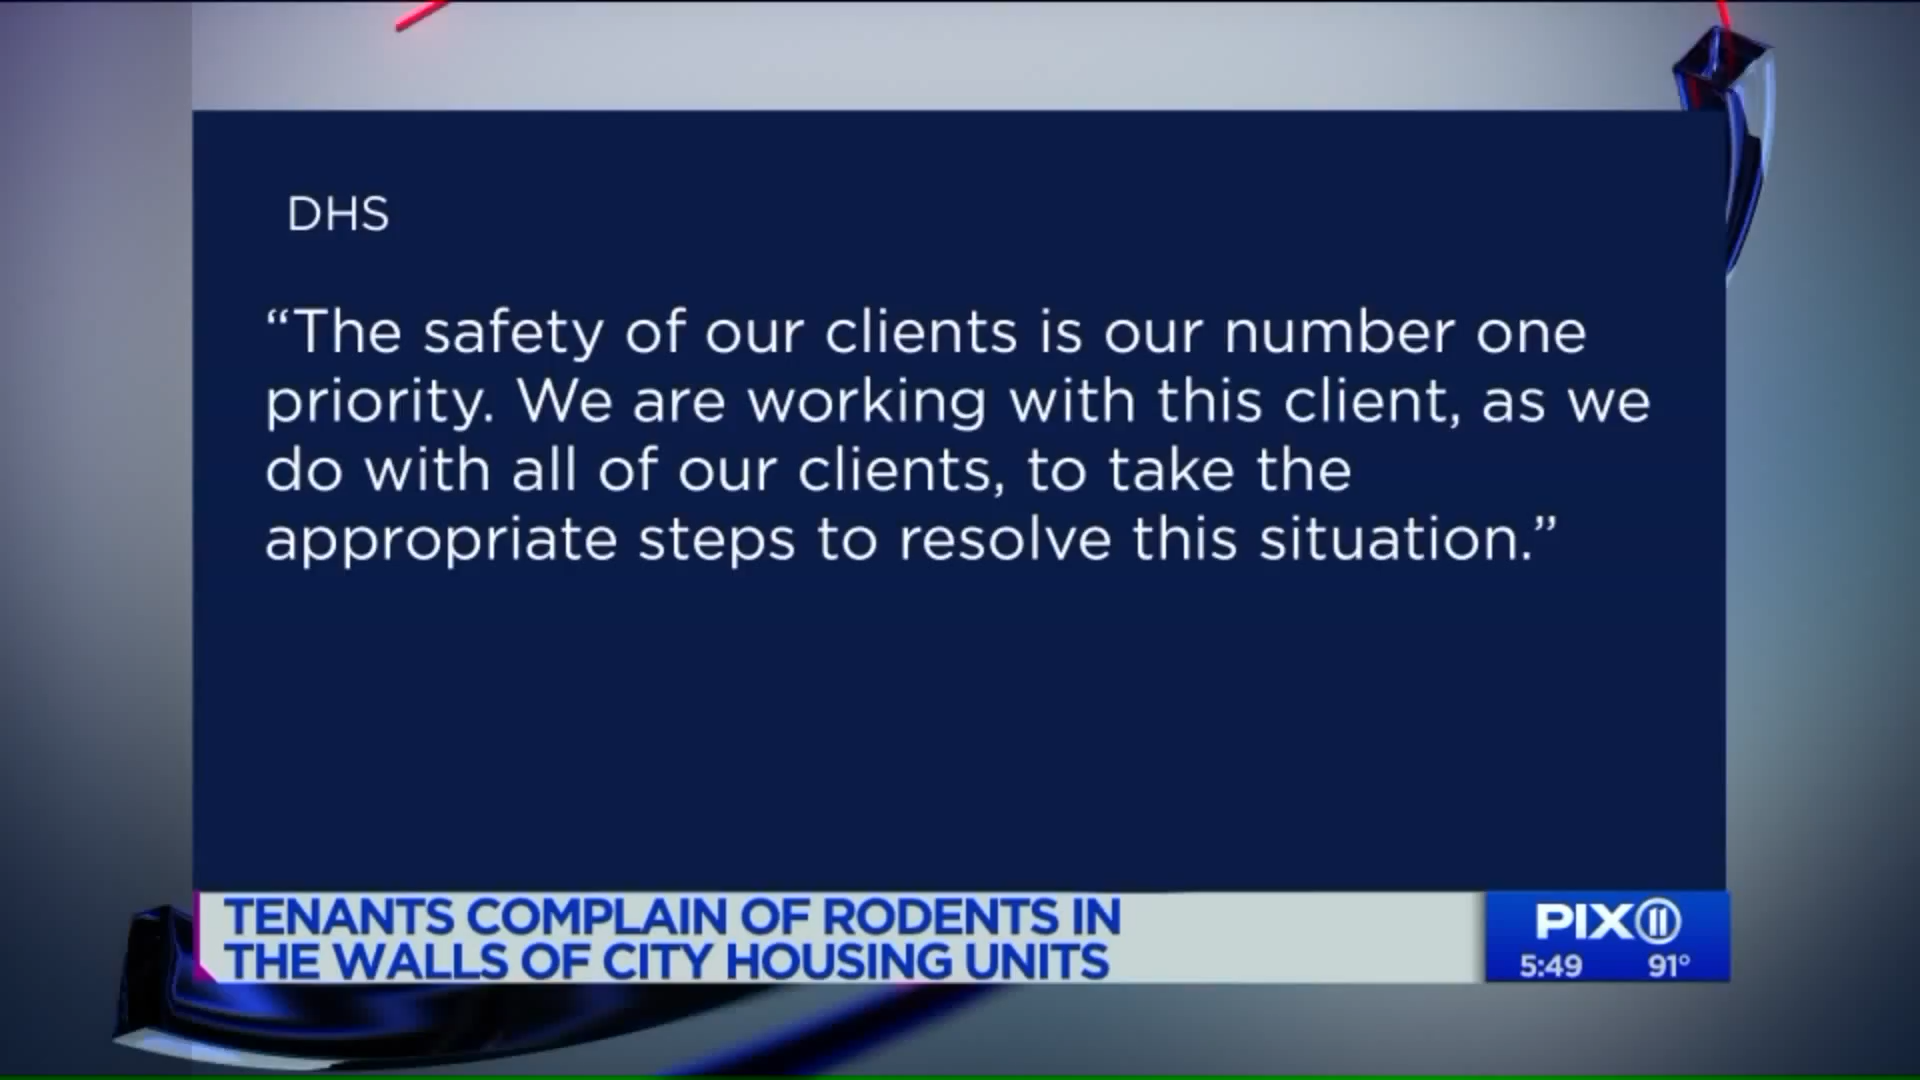 DHS
“The safety of our clients is our number one
priority. We are working with this client, as we
do with all of our clients, to take the
appropriate steps to resolve this situation.”
TENANTS COMPLAIN OF RODENTS IN
THE WALLS OF CITY HOUSING UNITS
PIX11
5:49 91°